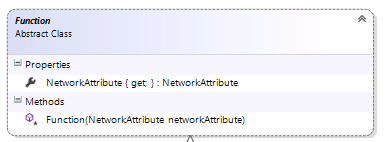 Function
Abstract Class
Properties
NetworkAttribute { get; } : NetworkAttribute
Methods
Function(NetworkAttribute networkAttribute)